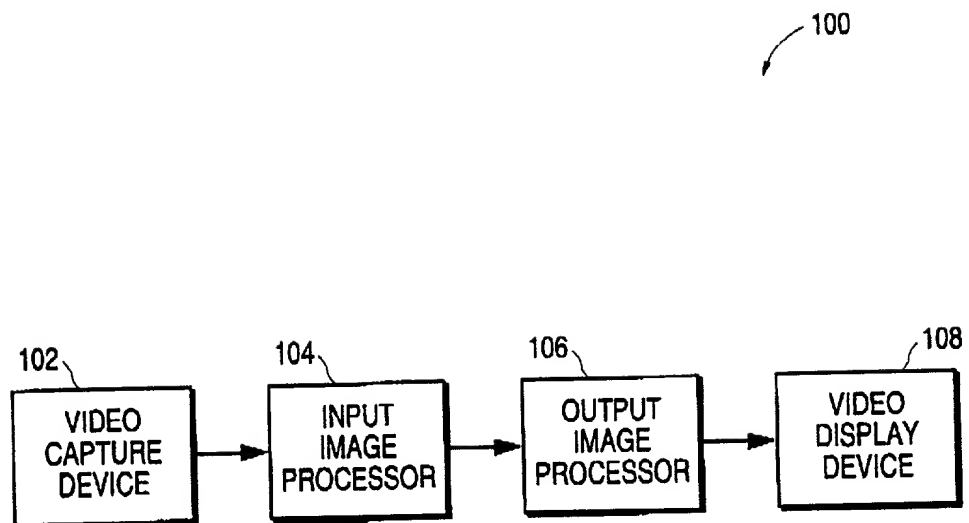 100
102
VIDEO
CAPTURE
DEVICE
104
INPUT
IMAGE
PROCESSOR
106
OUTPUT
IMAGE
PROCESSOR
108
VIDEO
DISPLAY
DEVICE